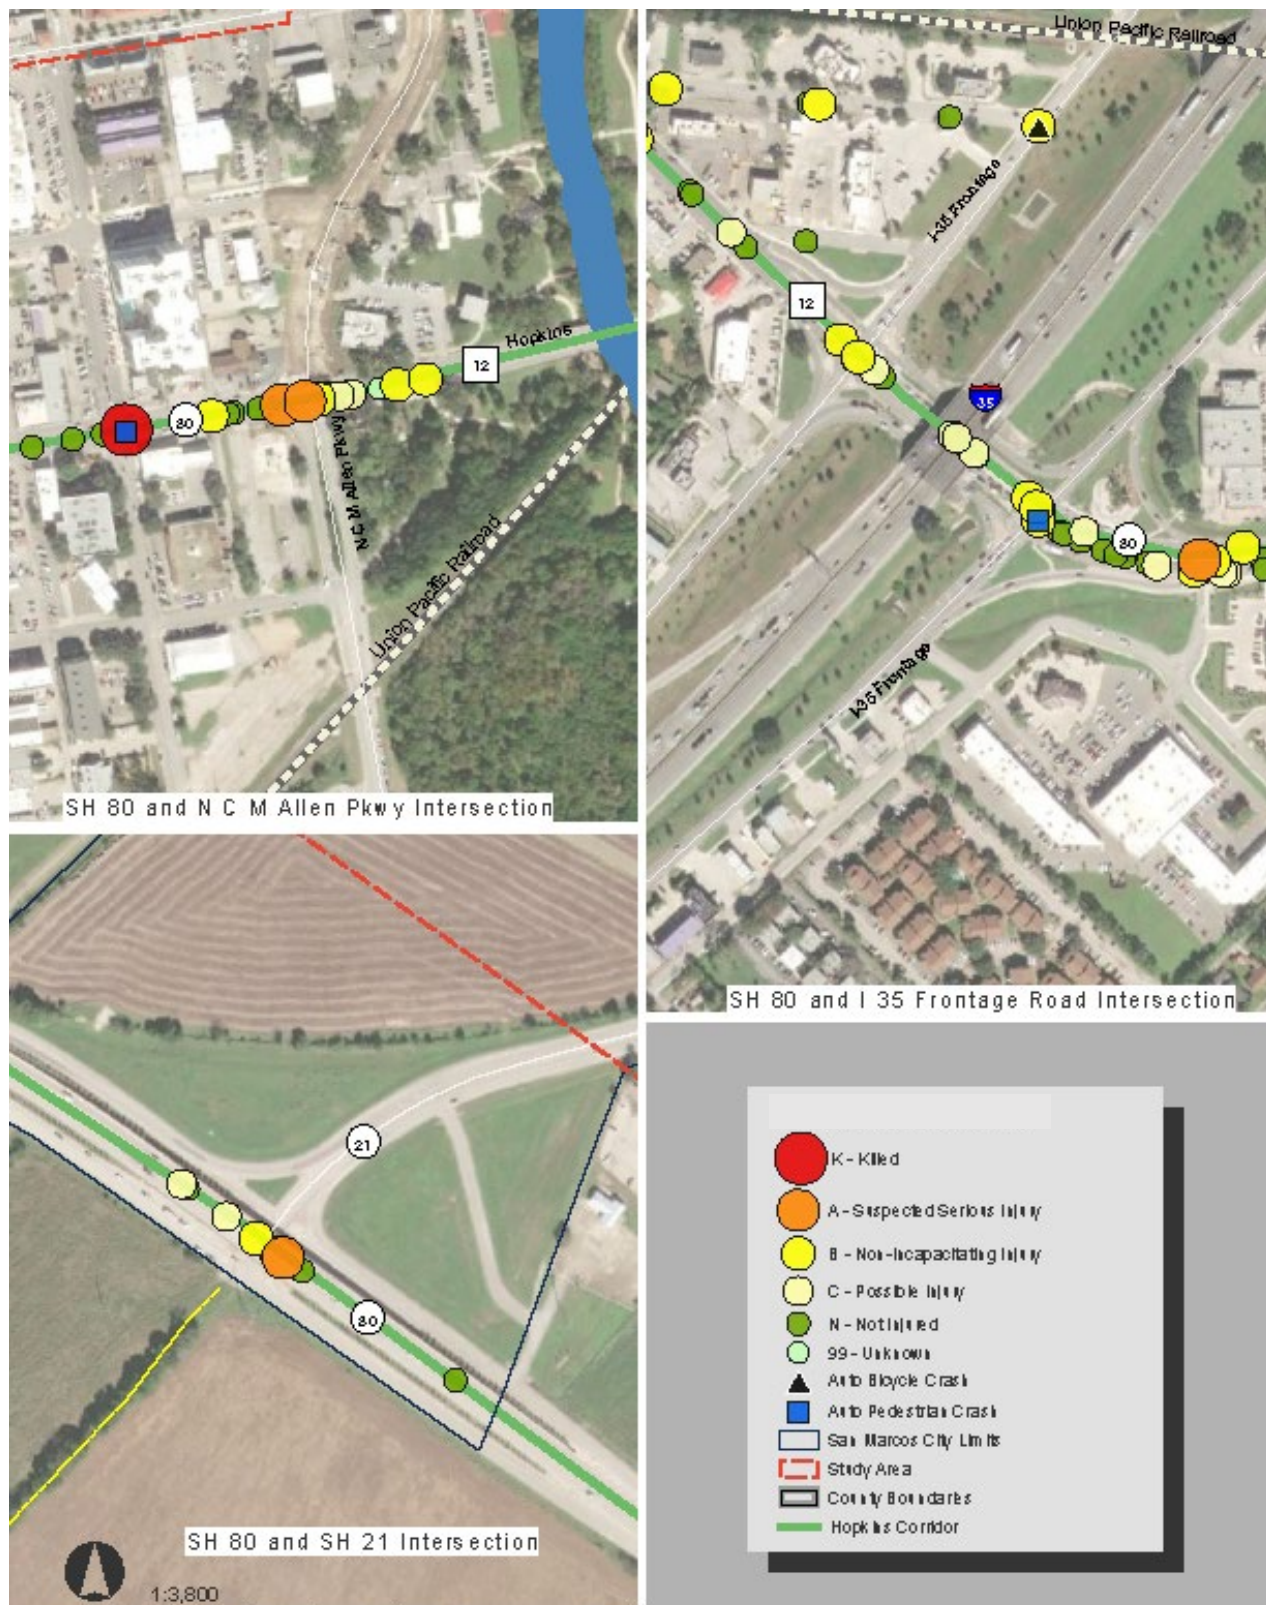 Hopkins
12
80
N C M Allen Pkwy
Union Pacific Railroad
SH 80 and N C M Allen Pkwy Intersection
Union Pacific Railroad
I-35 Frontage
12
35
80
I-35 Frontage
SH 80 and I 35 Frontage Road Intersection
21
80
SH 80 and SH 21 Intersection
1:3,800
K - Killed
A - Suspected Serious Injury
B - Non-incapacitating Injury
C - Possible Injury
N - Not Injured
99 - Unknown
Auto Bicycle Crash
Auto Pedestrian Crash
San Marcos City Limits
Study Area
County Boundaries
Hopkins Corridor